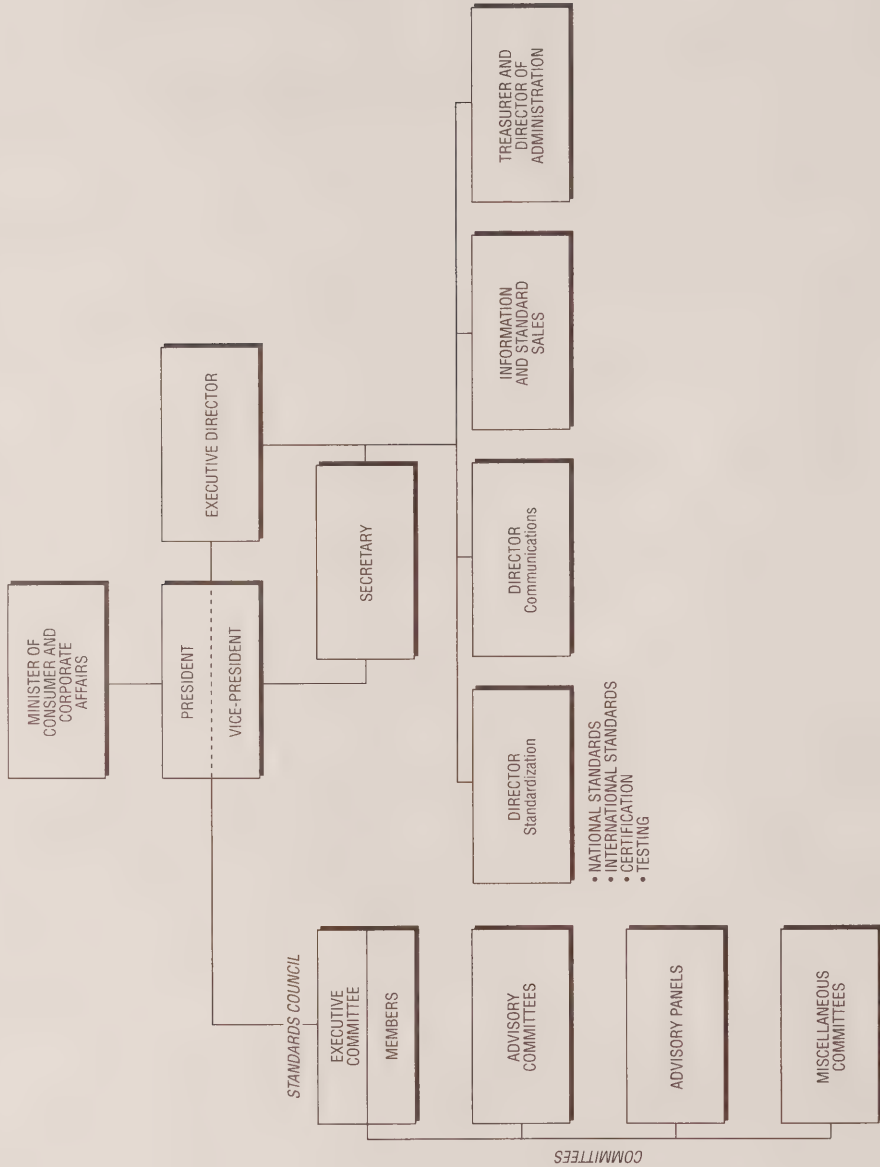 MINISTER OF
CONSUMER AND
CORPORATE
AFFAIRS
PRESIDENT
VICE-PRESIDENT
EXECUTIVE DIRECTOR
SECRETARY
STANDARDS COUNCIL
EXECUTIVE
COMMITTEE
MEMBERS
COMMITTEES
ADVISORY
COMMITTEES
ADVISORY PANELS
MISCELLANEOUS
COMMITTEES
DIRECTOR
Standardization
• NATIONAL STANDARDS
• INTERNATIONAL STANDARDS
• CERTIFICATION
• TESTING
DIRECTOR
Communications
INFORMATION
AND STANDARD
SALES
TREASURER AND
DIRECTOR OF
ADMINISTRATION